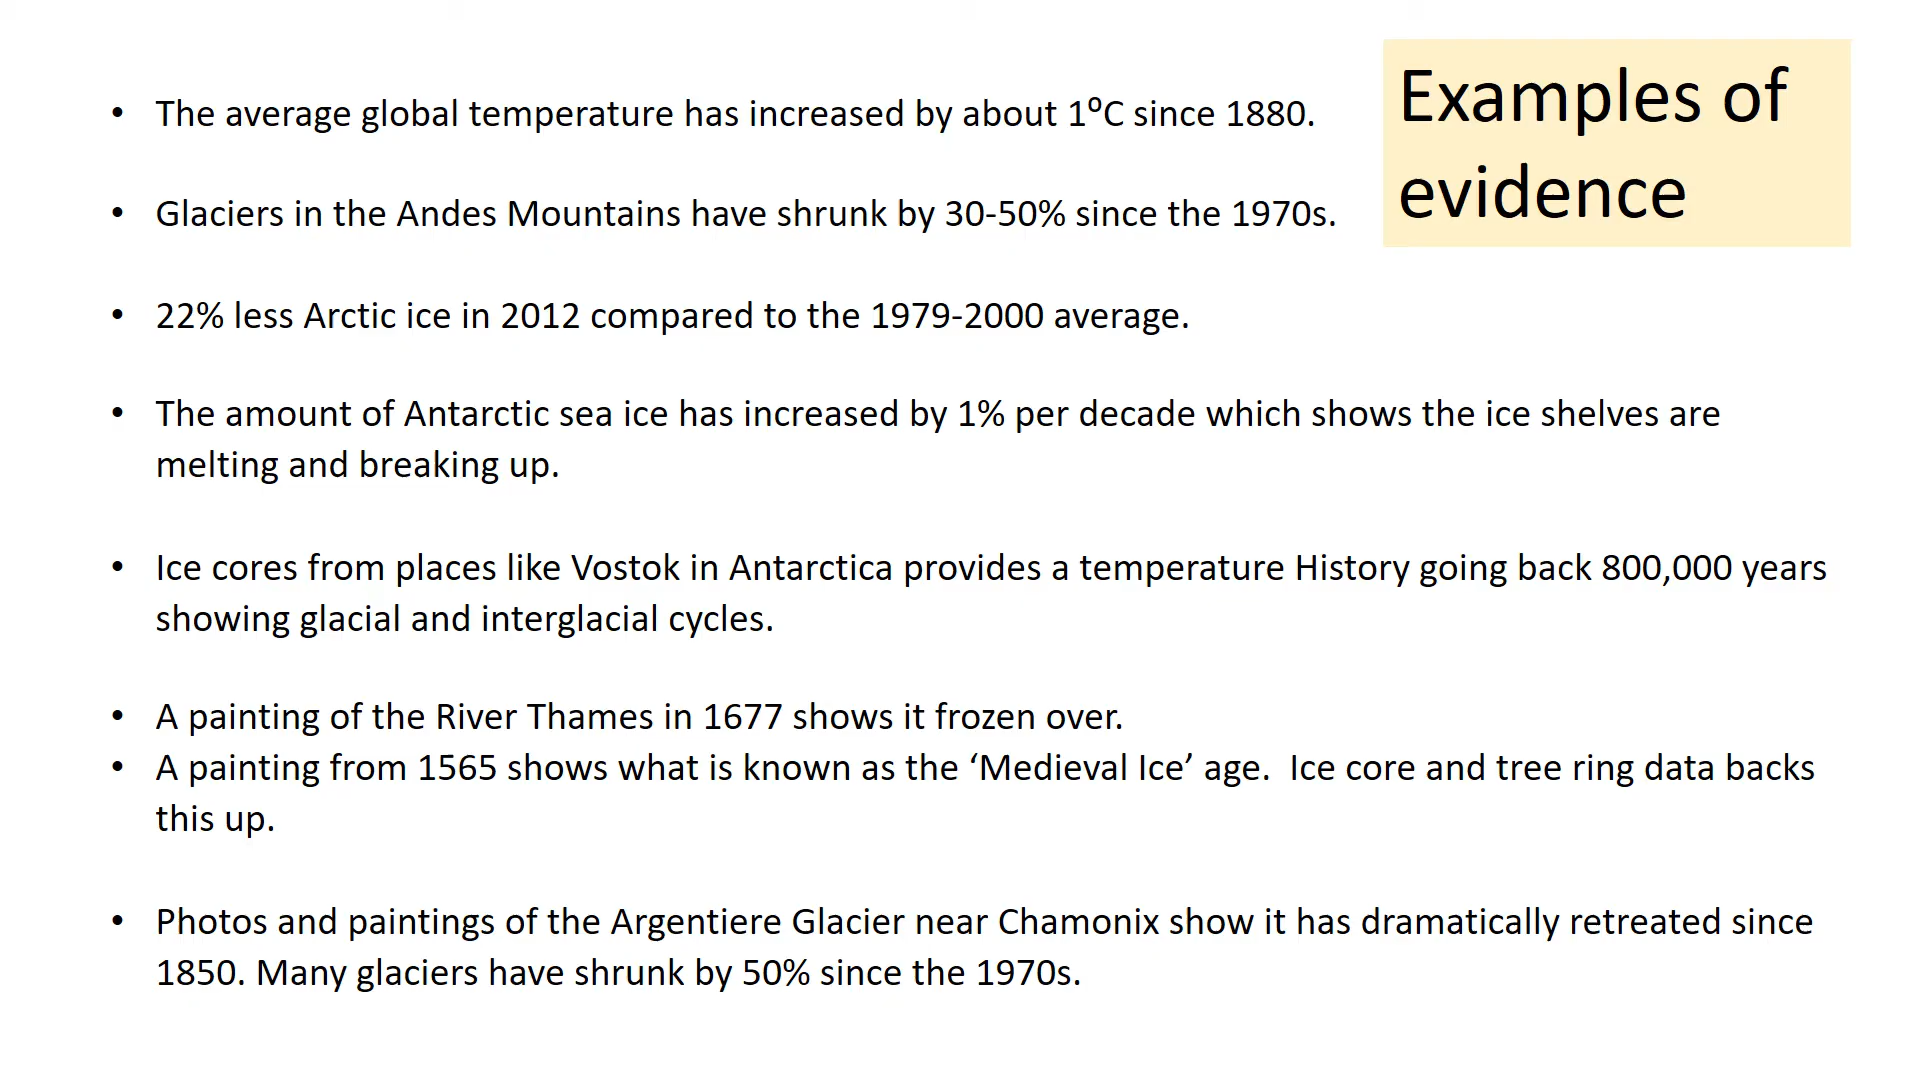 Examples of
evidence
• The average global temperature has increased by about 1⁰C since 1880.
• Glaciers in the Andes Mountains have shrunk by 30-50% since the 1970s.
• 22% less Arctic ice in 2012 compared to the 1979-2000 average.
• The amount of Antarctic sea ice has increased by 1% per decade which shows the ice shelves are
melting and breaking up.
• Ice cores from places like Vostok in Antarctica provides a temperature History going back 800,000 years
showing glacial and interglacial cycles.
• A painting of the River Thames in 1677 shows it frozen over.
• A painting from 1565 shows what is known as the ‘Medieval Ice’ age.  Ice core and tree ring data backs
this up.
• Photos and paintings of the Argentiere Glacier near Chamonix show it has dramatically retreated since
1850. Many glaciers have shrunk by 50% since the 1970s.